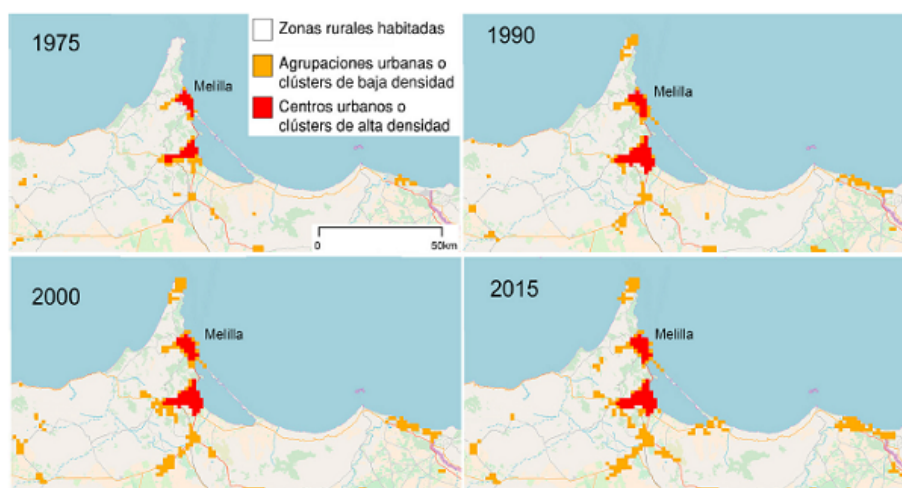 1975
Melilla
Zonas rurales habitadas
Agrupaciones urbanas o
clústers de baja densidad
Centros urbanos o
clústers de alta densidad
0 50km
1990
Melilla
2000
Melilla
2015
Melilla